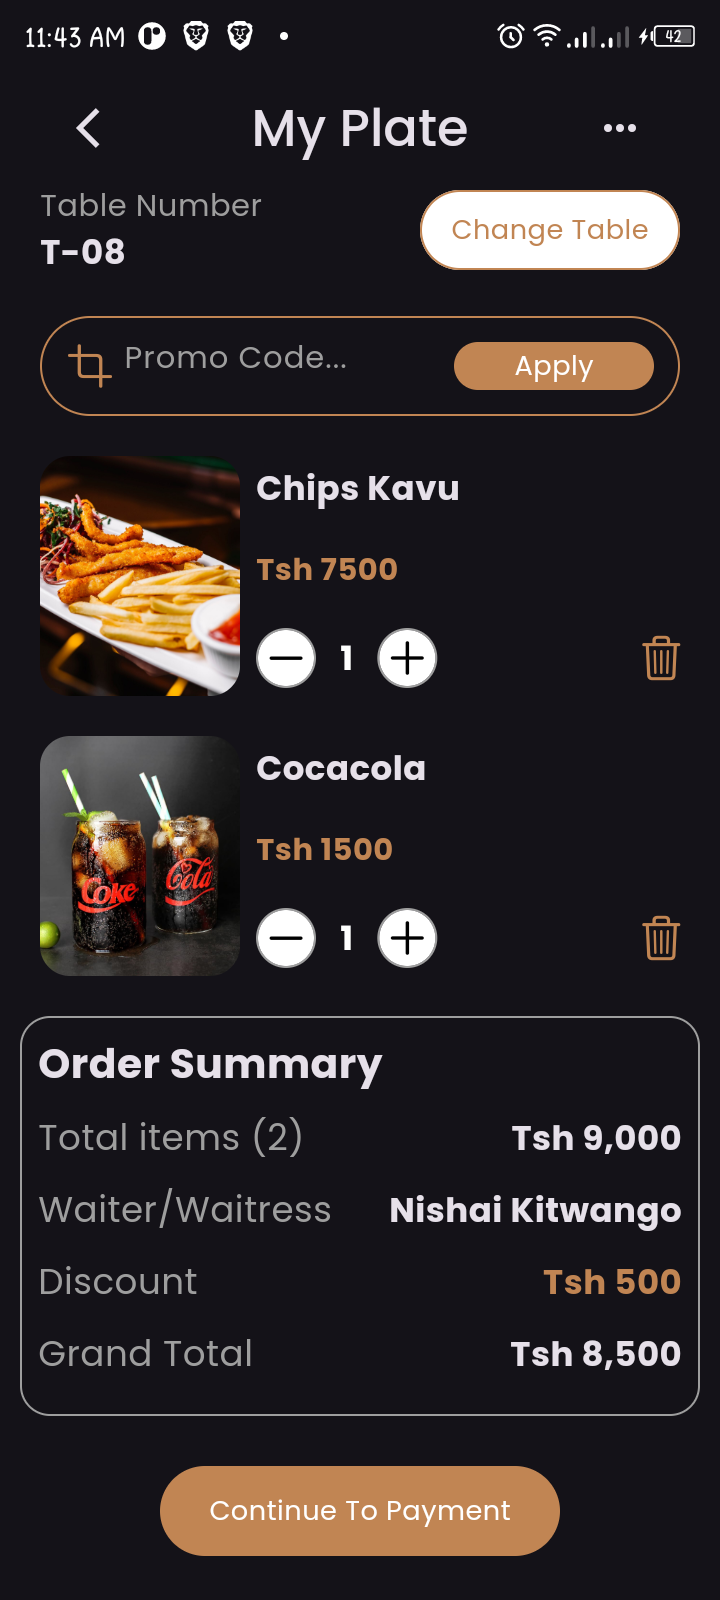 11:43 AM
42
My Plate
Table Number
T-08
Change Table
Promo Code...
Apply
Chips Kavu
Tsh 7500
1
Cocacola
Tsh 1500
Coke
Cola
1
Order Summary
Total items (2) Tsh 9,000
Waiter/Waitress Nishai Kitwango
Discount Tsh 500
Grand Total Tsh 8,500
Continue To Payment